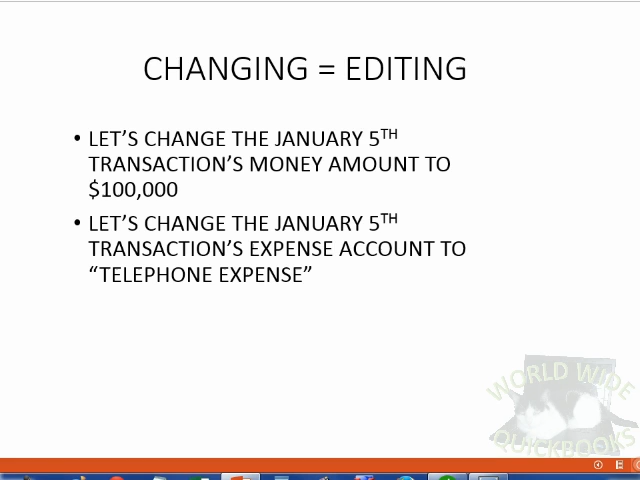 CHANGING = EDITING
• LET’S CHANGE THE JANUARY 5TH
TRANSACTION’S MONEY AMOUNT TO
$100,000
• LET’S CHANGE THE JANUARY 5TH
TRANSACTION’S EXPENSE ACCOUNT TO
“TELEPHONE EXPENSE”
WORLD WIDE
QUICKBOOKS